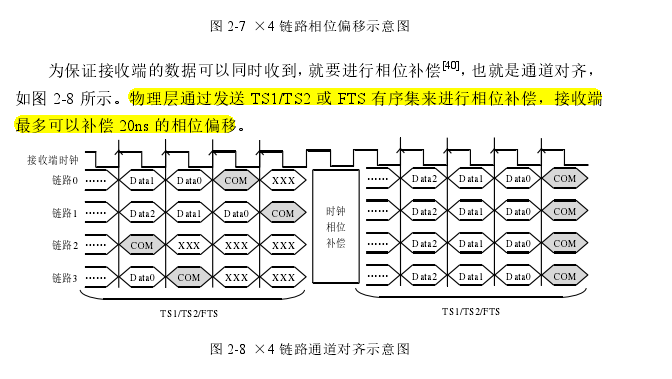 图 2-7 ×4 链路相位偏移示意图
为保证接收端的数据可以同时收到，就要进行相位补偿[40]，也就是通道对齐，
如图 2-8 所示。物理层通过发送 TS1/TS2 或 FTS 有序集来进行相位补偿，接收端
最多可以补偿 20ns 的相位偏移。
接收端时钟
链路0 …… Data1 Data0 COM XXX …… Data2 Data1 Data0 COM
链路1 …… Data2 Data1 Data0 COM …… Data2 Data1 Data0 COM
链路2 …… COM XXX XXX XXX …… Data2 Data1 Data0 COM
链路3 …… Data0 COM XXX XXX …… Data2 Data1 Data0 COM
时钟
相位
补偿
TS1/TS2/FTS TS1/TS2/FTS
图 2-8 ×4 链路通道对齐示意图